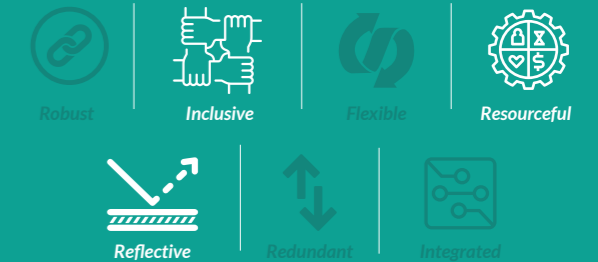 Robust
Inclusive
Flexible
Resourceful
Reflective
Redundant
Integrated